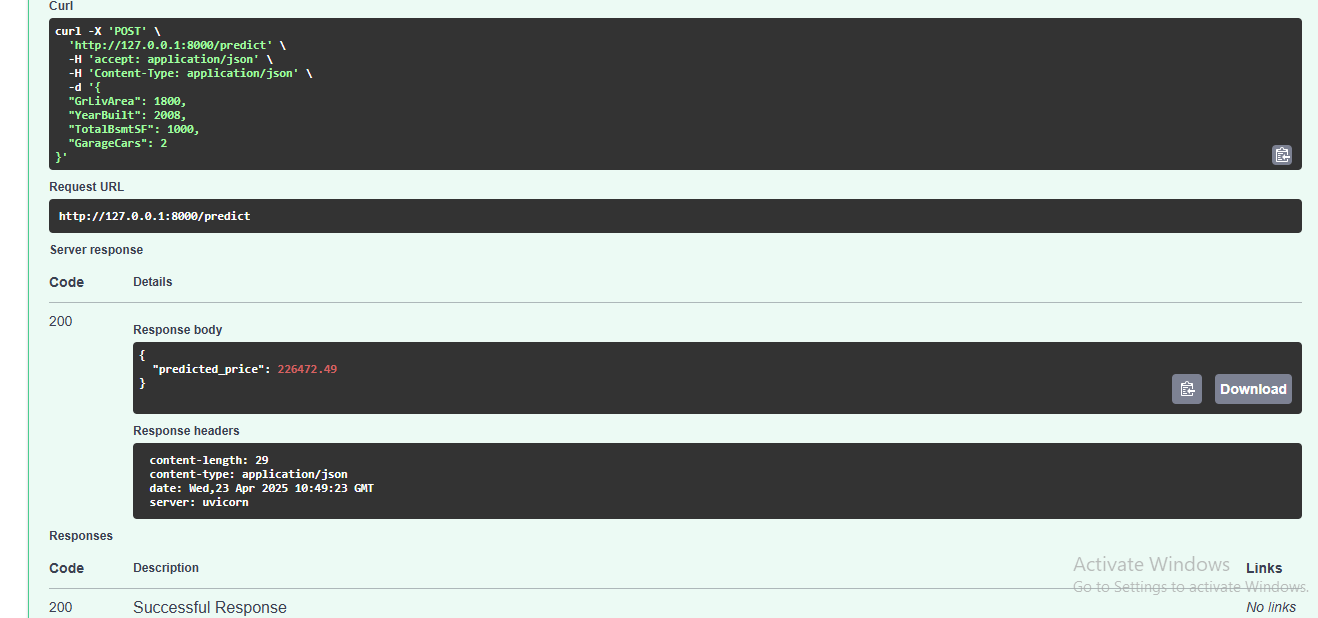 Curl
curl -X 'POST' \
  'http://127.0.0.1:8000/predict' \
  -H 'accept: application/json' \
  -H 'Content-Type: application/json' \
  -d '{
  "GrLivArea": 1800,
  "YearBuilt": 2008,
  "TotalBsmtSF": 1000,
  "GarageCars": 2
}'
Request URL
http://127.0.0.1:8000/predict
Server response
Code Details
200
Response body
{
  "predicted_price": 226472.49
}
Download
Response headers
content-length: 29
content-type: application/json
date: Wed,23 Apr 2025 10:49:23 GMT
server: uvicorn
Responses
Code Description Links
200 Successful Response No links
Activate Windows
Go to Settings to activate Windows.